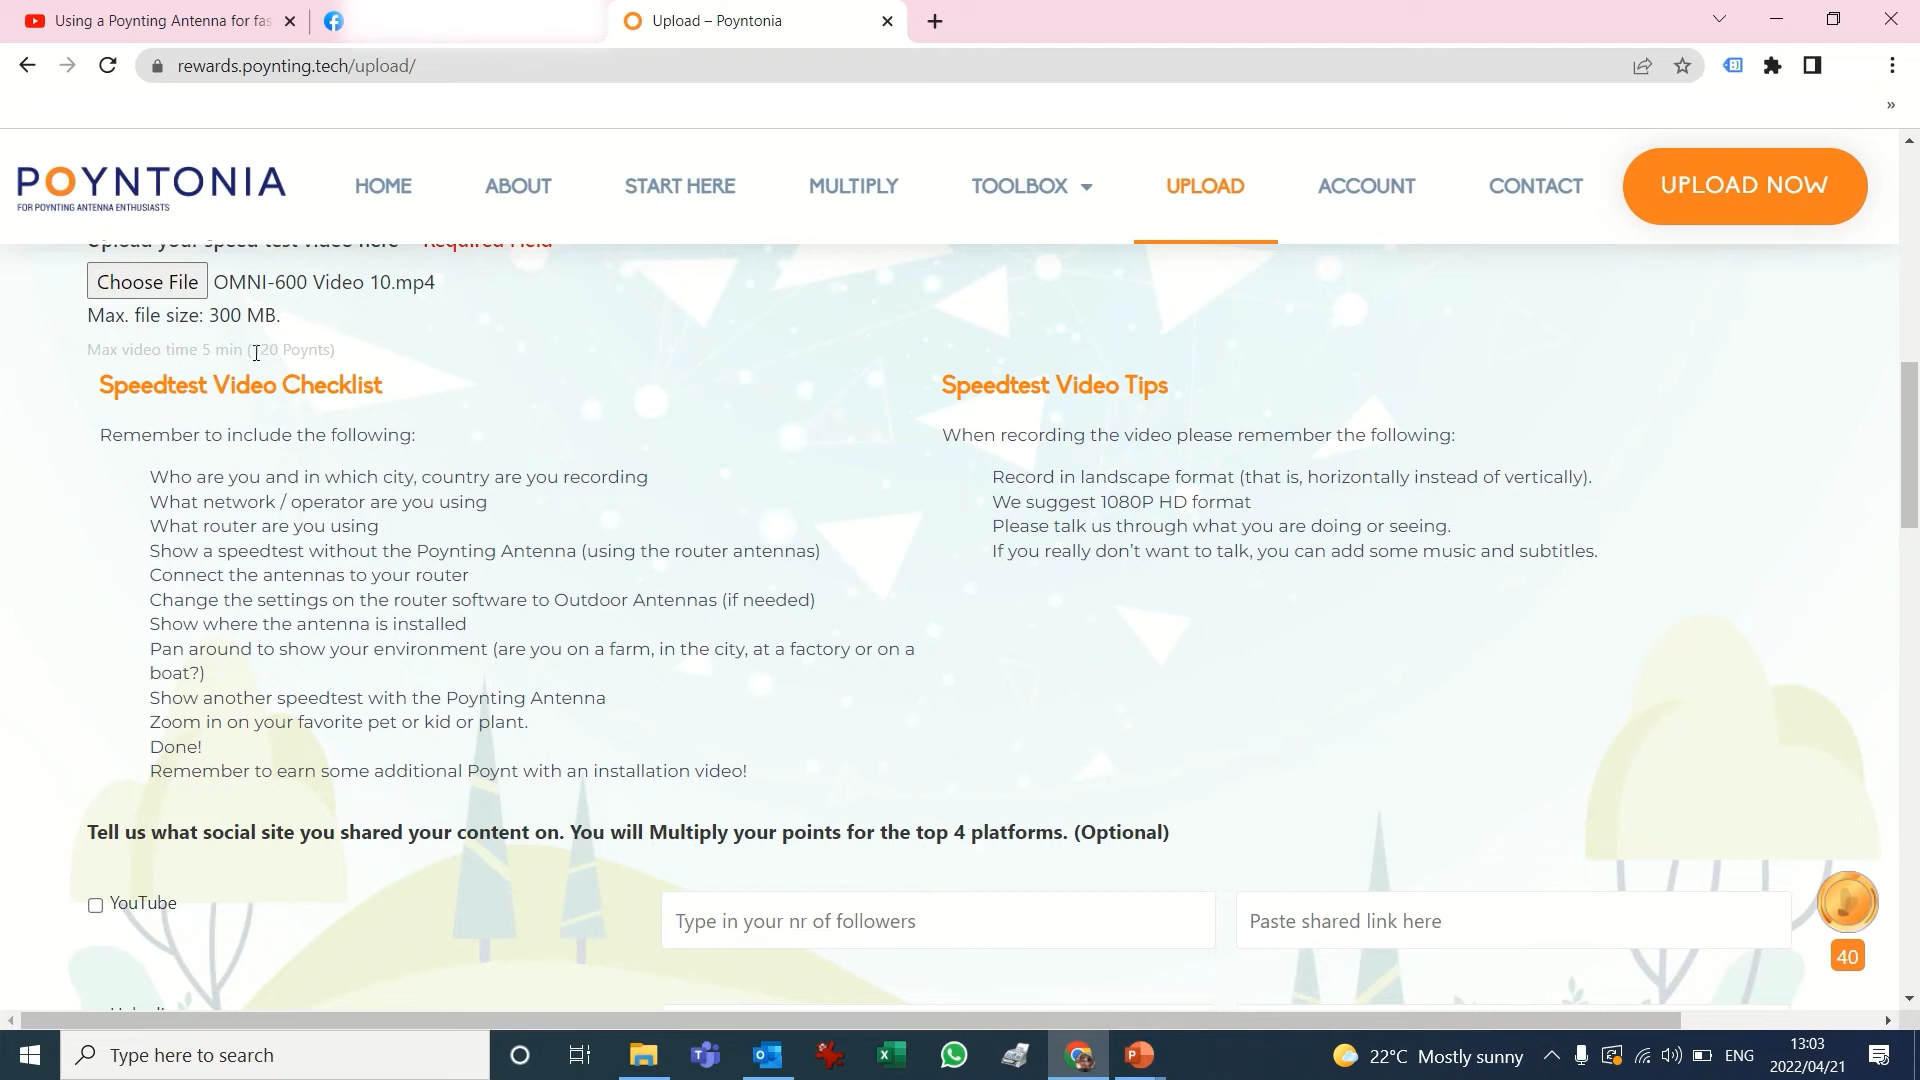 Using a Poynting Antenna for fas
Upload – Poyntonia
rewards.poynting.tech/upload/
POYNTONIA
FOR POYNTING ANTENNA ENTHUSIASTS
HOME
ABOUT
START HERE
MULTIPLY
TOOLBOX
UPLOAD
ACCOUNT
CONTACT
UPLOAD NOW
Upload your speed test video here
Required Field
Choose File OMNI-600 Video 10.mp4
Max. file size: 300 MB.
Max video time 5 min Poynts)
Speedtest Video Checklist
Remember to include the following:
Who are you and in which city, country are you recording
What network / operator are you using
What router are you using
Show a speedtest without the Poynting Antenna (using the router antennas)
Connect the antennas to your router
Change the settings on the router software to Outdoor Antennas (if needed)
Show where the antenna is installed
Pan around to show your environment (are you on a farm, in the city, at a factory or on a
boat?)
Show another speedtest with the Poynting Antenna
Zoom in on your favorite pet or kid or plant.
Done!
Remember to earn some additional Poynt with an installation video!
Speedtest Video Tips
When recording the video please remember the following:
Record in landscape format (that is, horizontally instead of vertically).
We suggest 1080P HD format
Please talk us through what you are doing or seeing.
If you really don't want to talk, you can add some music and subtitles.
Tell us what social site you shared your content on. You will Multiply your points for the top 4 platforms. (Optional)
YouTube
Type in your nr of followers
Paste shared link here
40
Type here to search
22°C Mostly sunny
ENG
13:03
2022/04/21